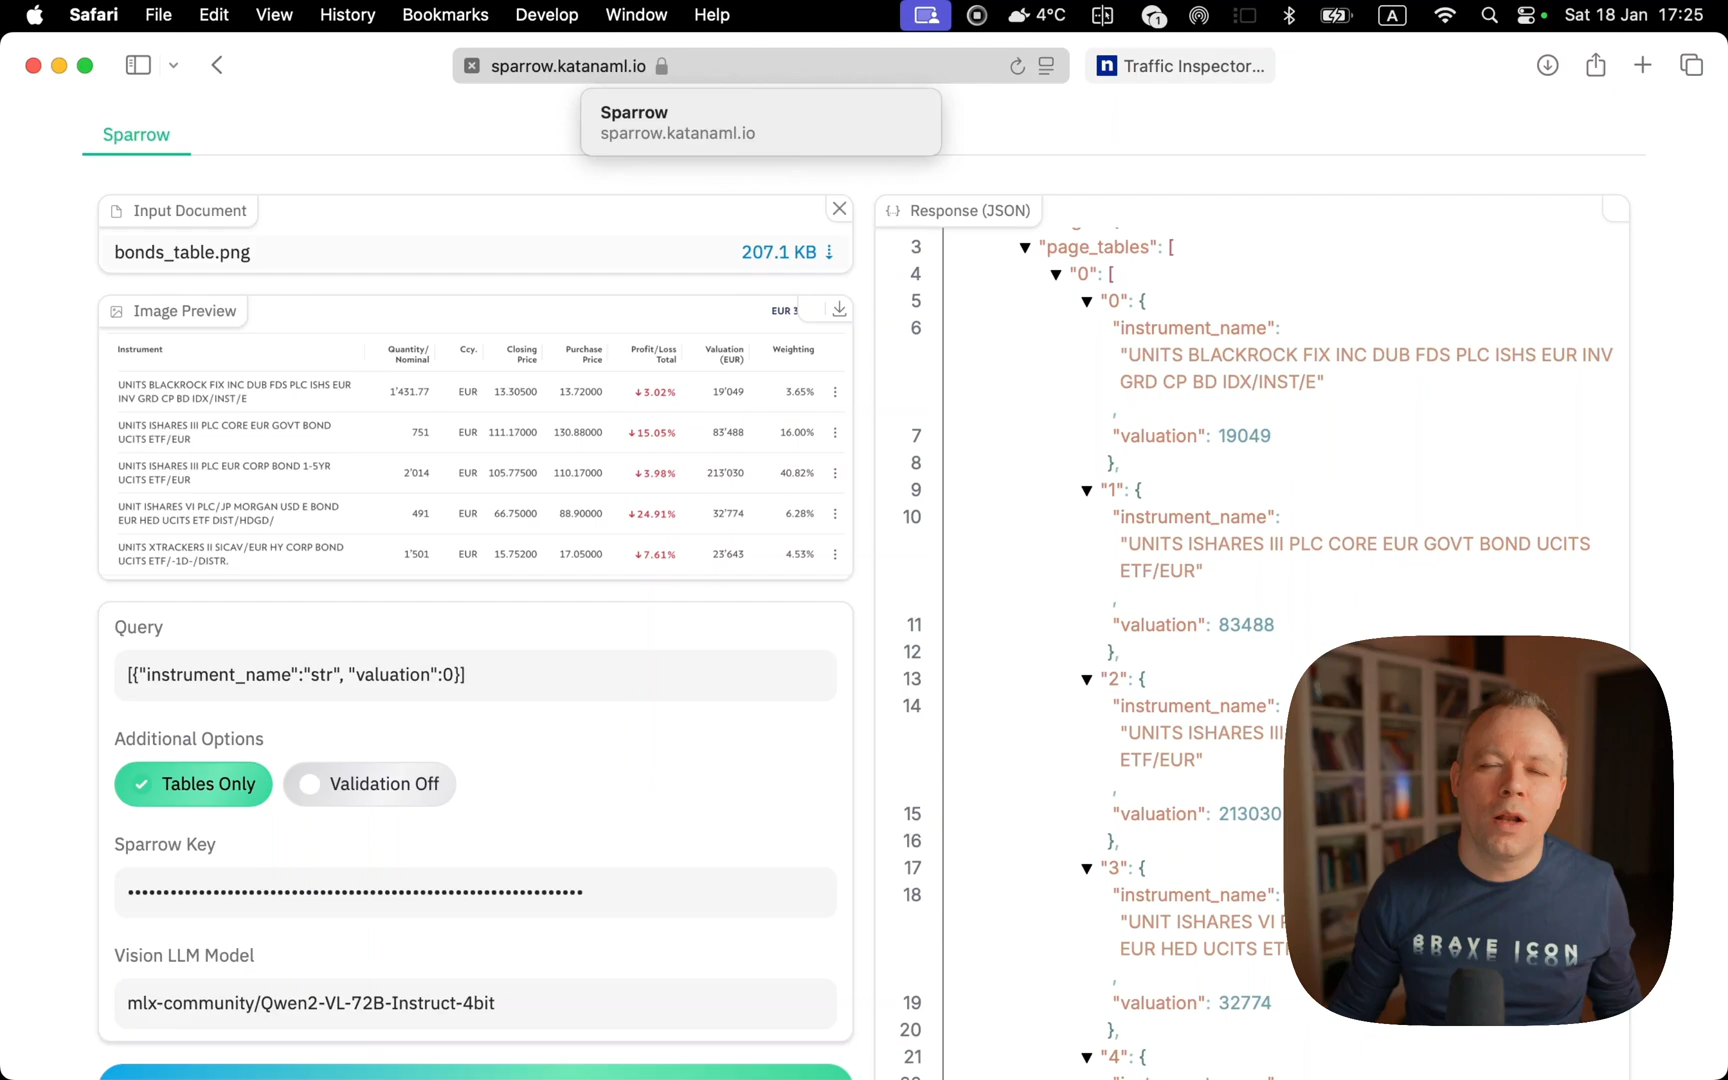 Safari File Edit View History Bookmarks Develop Window Help 4°C 1 A Sat 18 Jan 17:25
sparrow.katanaml.io
n Traffic Inspector...
Sparrow
sparrow.katanaml.io
Sparrow
Input Document
bonds_table.png 207.1 KB
Image Preview
EUR 3
Instrument Quantity/ Nominal Ccy. Closing Price Purchase Price Profit/Loss Total Valuation (EUR) Weighting
UNITS BLACKROCK FIX INC DUB FDS PLC ISHS EUR 1'431.77 EUR 13.30505 13.72000 3.02% 19'049 3.65%
INV GRD CP BD IDX/INST/E
UNITS ISHARES III PLC CORE EUR GOVT BOND 751 EUR 111.17000 130.88000 15.05% 83'488 16.00%
UCITS ETF/EUR
UNITS ISHARES III PLC EUR CORP BOND 1-5YR 2'014 EUR 105.77500 110.17000 3.98% 213'030 40.82%
UCITS ETF/EUR
UNIT ISHARES VI PLC/JP MORGAN USD E BOND 491 EUR 66.75000 88.90000 24.91% 32'774 6.28%
EUR HED UCITS ETF DIST/HDGD/
UNITS XTRACKERS II SICAV/EUR HY CORP BOND 1'501 EUR 15.75200 17.05000 7.61% 23'643 4.53%
UCITS ETF/-1D-/DISTR.
Query
[{"instrument_name":"str", "valuation":0}]
Additional Options
Tables Only
Validation Off
Sparrow Key
••••••••••••••••••••••••••••••••••••••••••••••••••••••••••••••••
Vision LLM Model
mlx-community/Qwen2-VL-72B-Instruct-4bit
{..} Response (JSON)
3 "page_tables": [
4 "0": [
5 "0": {
6 "instrument_name":
"UNITS BLACKROCK FIX INC DUB FDS PLC ISHS EUR INV
GRD CP BD IDX/INST/E"
,
7 "valuation": 19049
8 },
9 "1": {
10 "instrument_name":
"UNITS ISHARES III PLC CORE EUR GOVT BOND UCITS
ETF/EUR"
,
11 "valuation": 83488
12 },
13 "2": {
14 "instrument_name":
"UNITS ISHARES III
ETF/EUR"
,
15 "valuation": 213030
16 },
17 "3": {
18 "instrument_name":
"UNIT ISHARES VI
EUR HED UCITS
,
19 "valuation": 32774
20 },
21 "4": {
BRAVE ICON